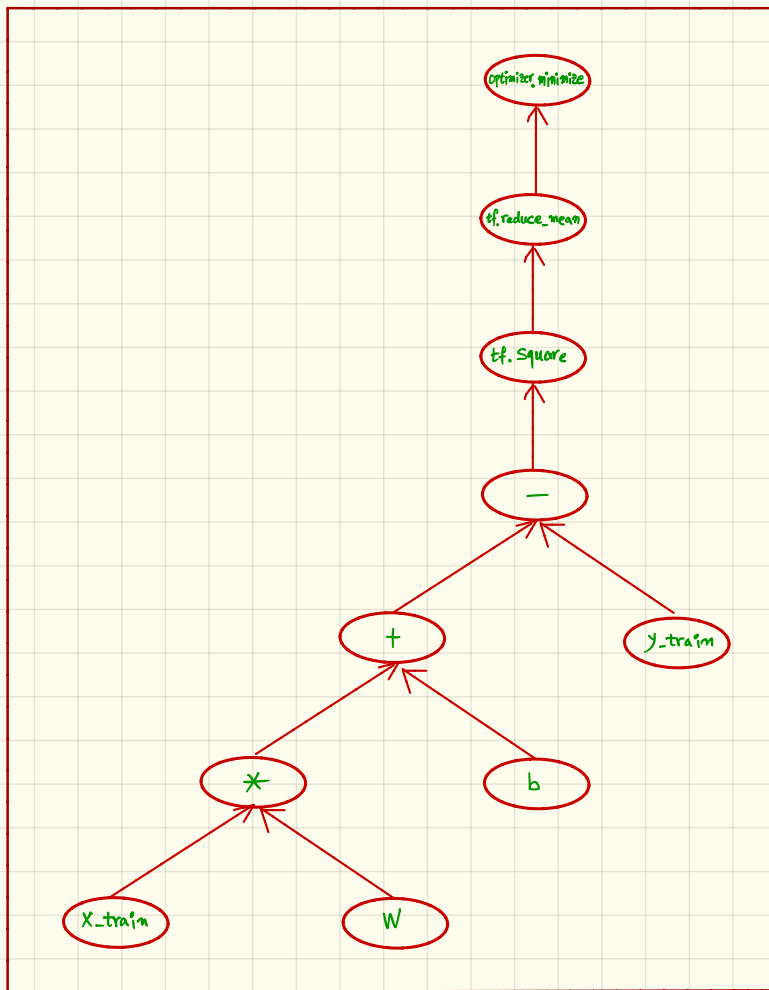 optimizer.minimize
tf.reduce_mean
tf.square
−
+
y_train
*
b
X_train
W